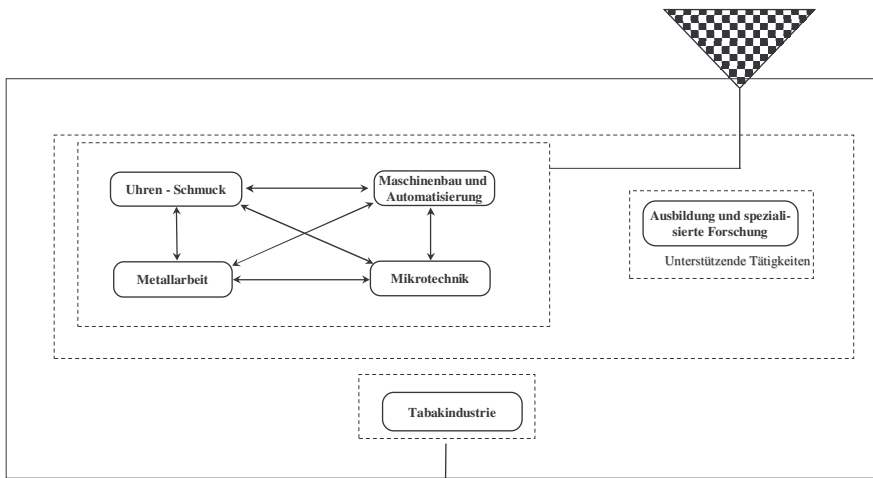 Uhren - Schmuck
Maschinenbau und
Automatisierung
Metallarbeit
Mikrotechnik
Ausbildung und speziali-
sierte Forschung
Unterstützende Tätigkeiten
Tabakindustrie